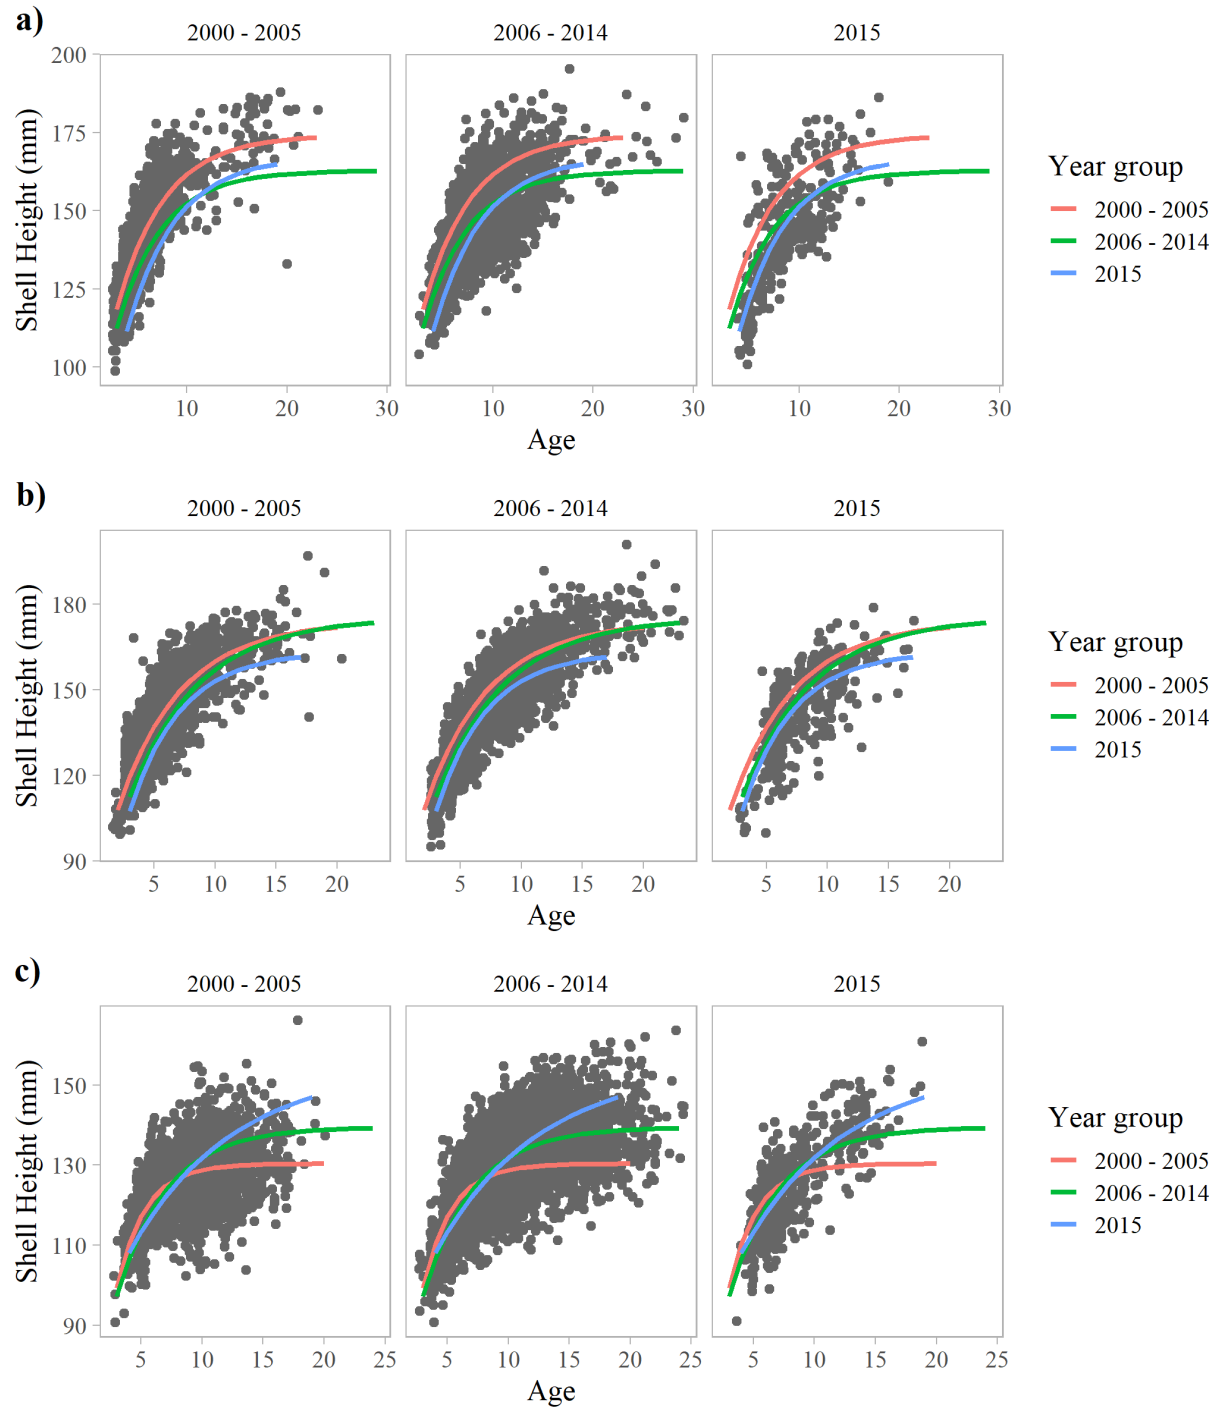 a)
2000 - 2005 2006 - 2014 2015
Shell Height (mm)
200
175
150
125
100
10 20 30 10 20 30 10 20 30
Age
Year group
2000 - 2005
2006 - 2014
2015
b)
2000 - 2005 2006 - 2014 2015
Shell Height (mm)
180
150
120
90
5 10 15 20 5 10 15 20 5 10 15 20
Age
Year group
2000 - 2005
2006 - 2014
2015
c)
2000 - 2005 2006 - 2014 2015
Shell Height (mm)
150
130
110
90
5 10 15 20 25 5 10 15 20 25 5 10 15 20 25
Age
Year group
2000 - 2005
2006 - 2014
2015